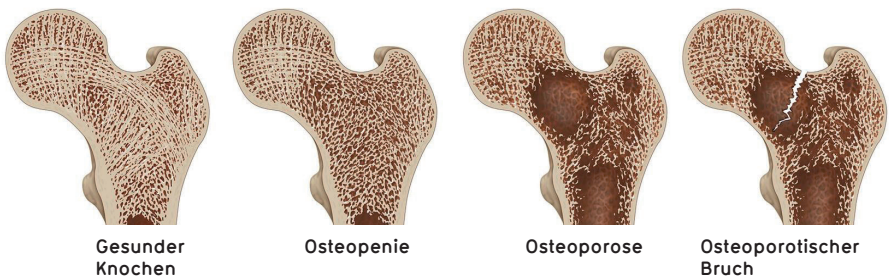 Gesunder
Knochen
Osteopenie
Osteoporose
Osteoporotischer
Bruch